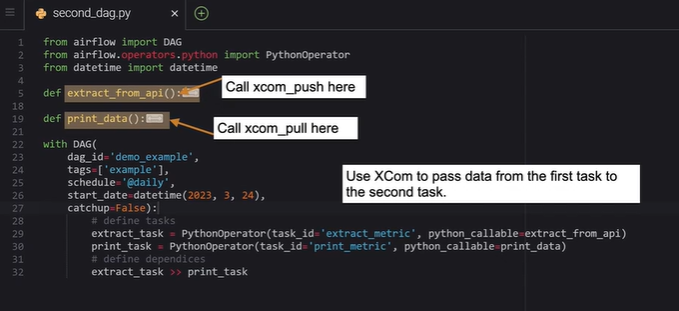 second_dag.py
1 from airflow import DAG
2 from airflow.operators.python import PythonOperator
3 from datetime import datetime
4
5 def extract_from_api():
Call xcom_push here
18
19 def print_data():
Call xcom_pull here
21
22 with DAG(
23 dag_id='demo_example',
24 tags=['example'],
25 schedule='@daily',
26 start_date=datetime(2023, 3, 24),
27 catchup=False):
Use XCom to pass data from the first task to
the second task.
28 # define tasks
29 extract_task = PythonOperator(task_id='extract_metric', python_callable=extract_from_api)
30 print_task = PythonOperator(task_id='print_metric', python_callable=print_data)
31 # define dependices
32 extract_task >> print_task